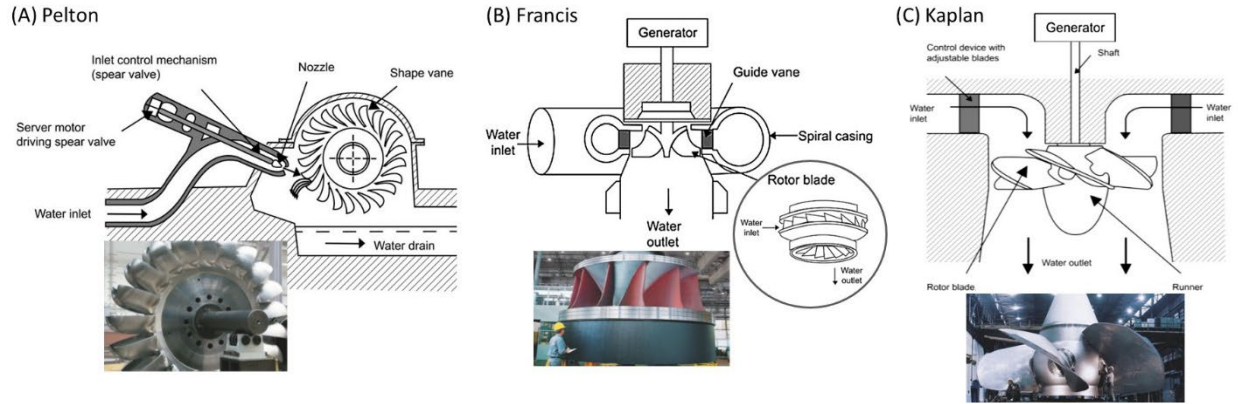 (A) Pelton
Inlet control mechanism
(spear valve)
Nozzle
Shape vane
Server motor
driving spear valve
Water inlet
Water drain
(B) Francis
Generator
Guide vane
Water
inlet
Spiral casing
Rotor blade
Water
outlet
Water
inlet
Water
outlet
(C) Kaplan
Generator
Control device with
adjustable blades
Shaft
Water
inlet
Water
inlet
Water outlet
Rotor blade
Runner